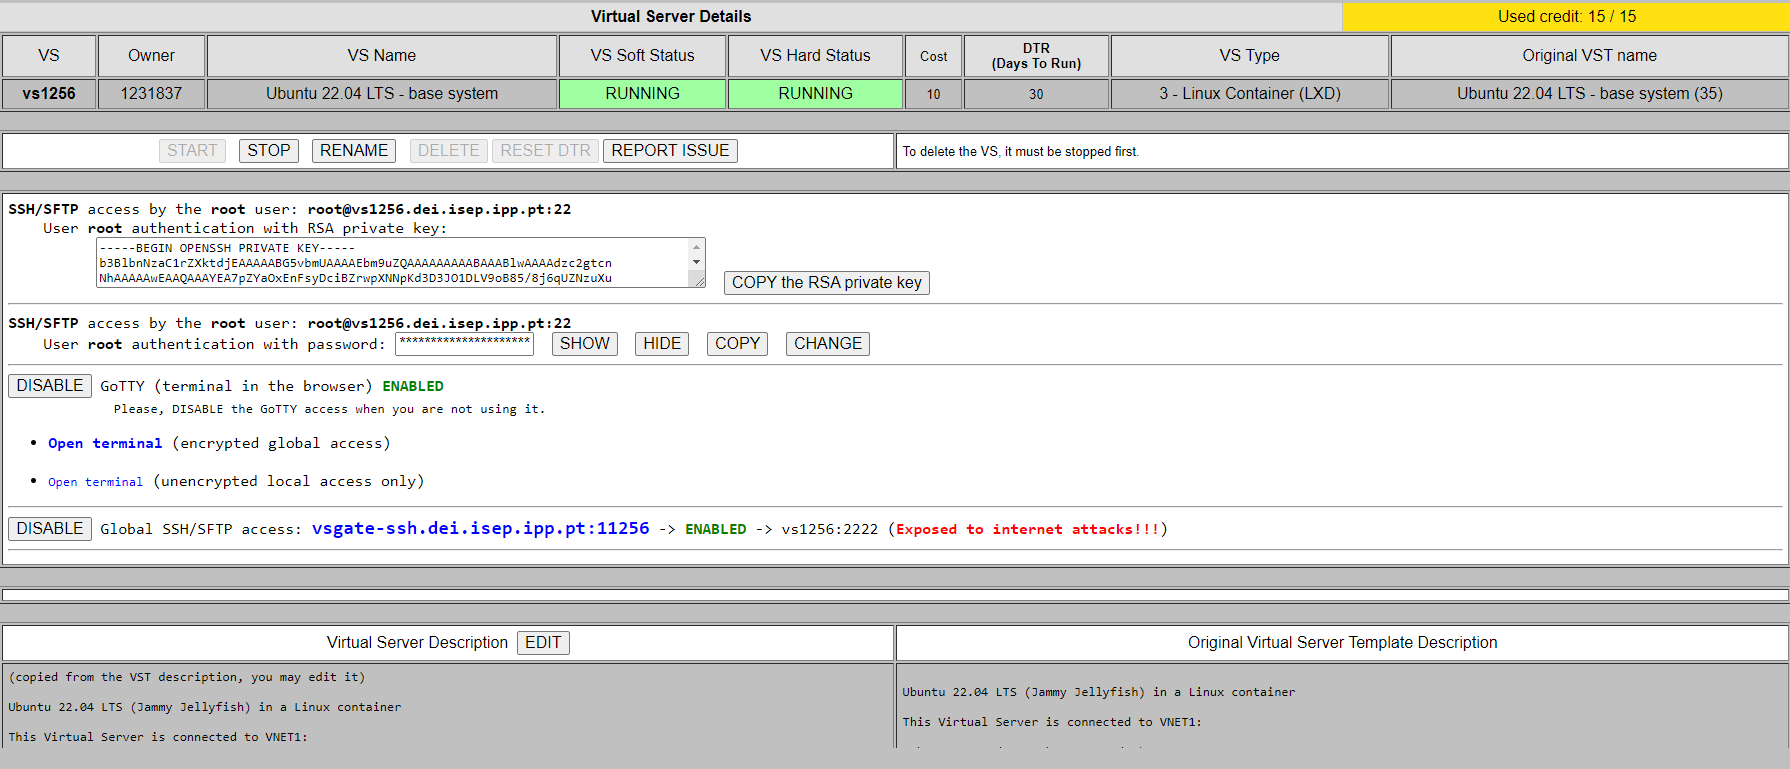 Virtual Server Details
Used credit: 15 / 15
VS Owner VS Name VS Soft Status VS Hard Status Cost DTR (Days To Run) VS Type Original VST name
vs1256 1231837 Ubuntu 22.04 LTS - base system RUNNING RUNNING 10 30 3 - Linux Container (LXD) Ubuntu 22.04 LTS - base system (35)
START STOP RENAME DELETE RESET DTR REPORT ISSUE
To delete the VS, it must be stopped first.
SSH/SFTP access by the root user: root@vs1256.dei.isep.ipp.pt:22
User root authentication with RSA private key:
-----BEGIN OPENSSH PRIVATE KEY-----
b3BlbnNzaC1rZXktdjEAAAAABG5vbmUAAAAEbm9uZQAAAAAAAAABAAABlwAAAAdzc2gtcn
NhAAAAAwEAAQAAAYEA7pZYaOxEnFsyDciBZrwpXNNpKd3D3JO1DLV9oB85/8j6qUZNzuXu
COPY the RSA private key
SSH/SFTP access by the root user: root@vs1256.dei.isep.ipp.pt:22
User root authentication with password: ********************* SHOW HIDE COPY CHANGE
DISABLE GoTTY (terminal in the browser) ENABLED
Please, DISABLE the GoTTY access when you are not using it.
• Open terminal (encrypted global access)
• Open terminal (unencrypted local access only)
DISABLE Global SSH/SFTP access: vsgate-ssh.dei.isep.ipp.pt:11256 -> ENABLED -> vs1256:2222 (Exposed to internet attacks!!!)
Virtual Server Description EDIT
(copied from the VST description, you may edit it)
Ubuntu 22.04 LTS (Jammy Jellyfish) in a Linux container
This Virtual Server is connected to VNET1:
Original Virtual Server Template Description
Ubuntu 22.04 LTS (Jammy Jellyfish) in a Linux container
This Virtual Server is connected to VNET1: